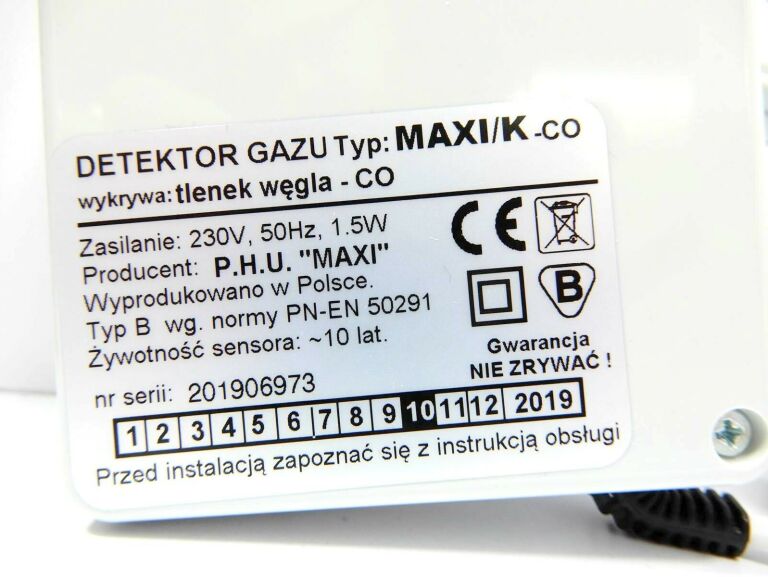 DETEKTOR GAZU Typ: MAXI/K -CO
wykrywa: tlenek węgla - CO
Zasilanie: 230V, 50Hz, 1.5W
Producent: P.H.U. "MAXI"
Wyprodukowano w Polsce.
Typ B wg. normy PN-EN 50291
Żywotność sensora: ~10 lat.
CE
B
Gwarancja
NIE ZRYWAĆ !
nr serii: 201906973
1 2 3 4 5 6 7 8 9 10 11 12 2019
Przed instalacją zapoznać się z instrukcją obsługi